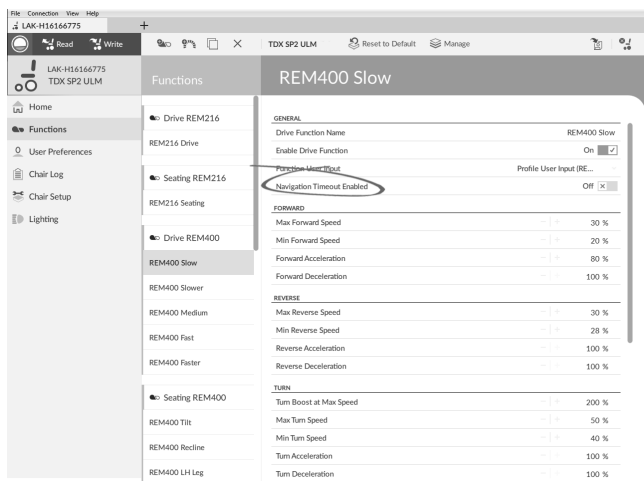 File Connection View Help
LAK-H16166775
Read Write TDX SP2 ULM Reset to Default Manage
LAK-H16166775
TDX SP2 ULM
Functions
REM400 Slow
Home
Functions
User Preferences
Chair Log
Chair Setup
Lighting
Drive REM216
REM216 Drive
Seating REM216
REM216 Seating
Drive REM400
REM400 Slow
REM400 Slower
REM400 Medium
REM400 Fast
REM400 Faster
Seating REM400
REM400 Tilt
REM400 Recline
REM400 LH Leg
GENERAL
Drive Function Name REM400 Slow
Enable Drive Function On
Function User Input Profile User Input (RE...
Navigation Timeout Enabled Off
FORWARD
Max Forward Speed 30 %
Min Forward Speed 20 %
Forward Acceleration 80 %
Forward Deceleration 100 %
REVERSE
Max Reverse Speed 30 %
Min Reverse Speed 28 %
Reverse Acceleration 100 %
Reverse Deceleration 100 %
TURN
Turn Boost at Max Speed 200 %
Max Turn Speed 50 %
Min Turn Speed 40 %
Turn Acceleration 100 %
Turn Deceleration 100 %